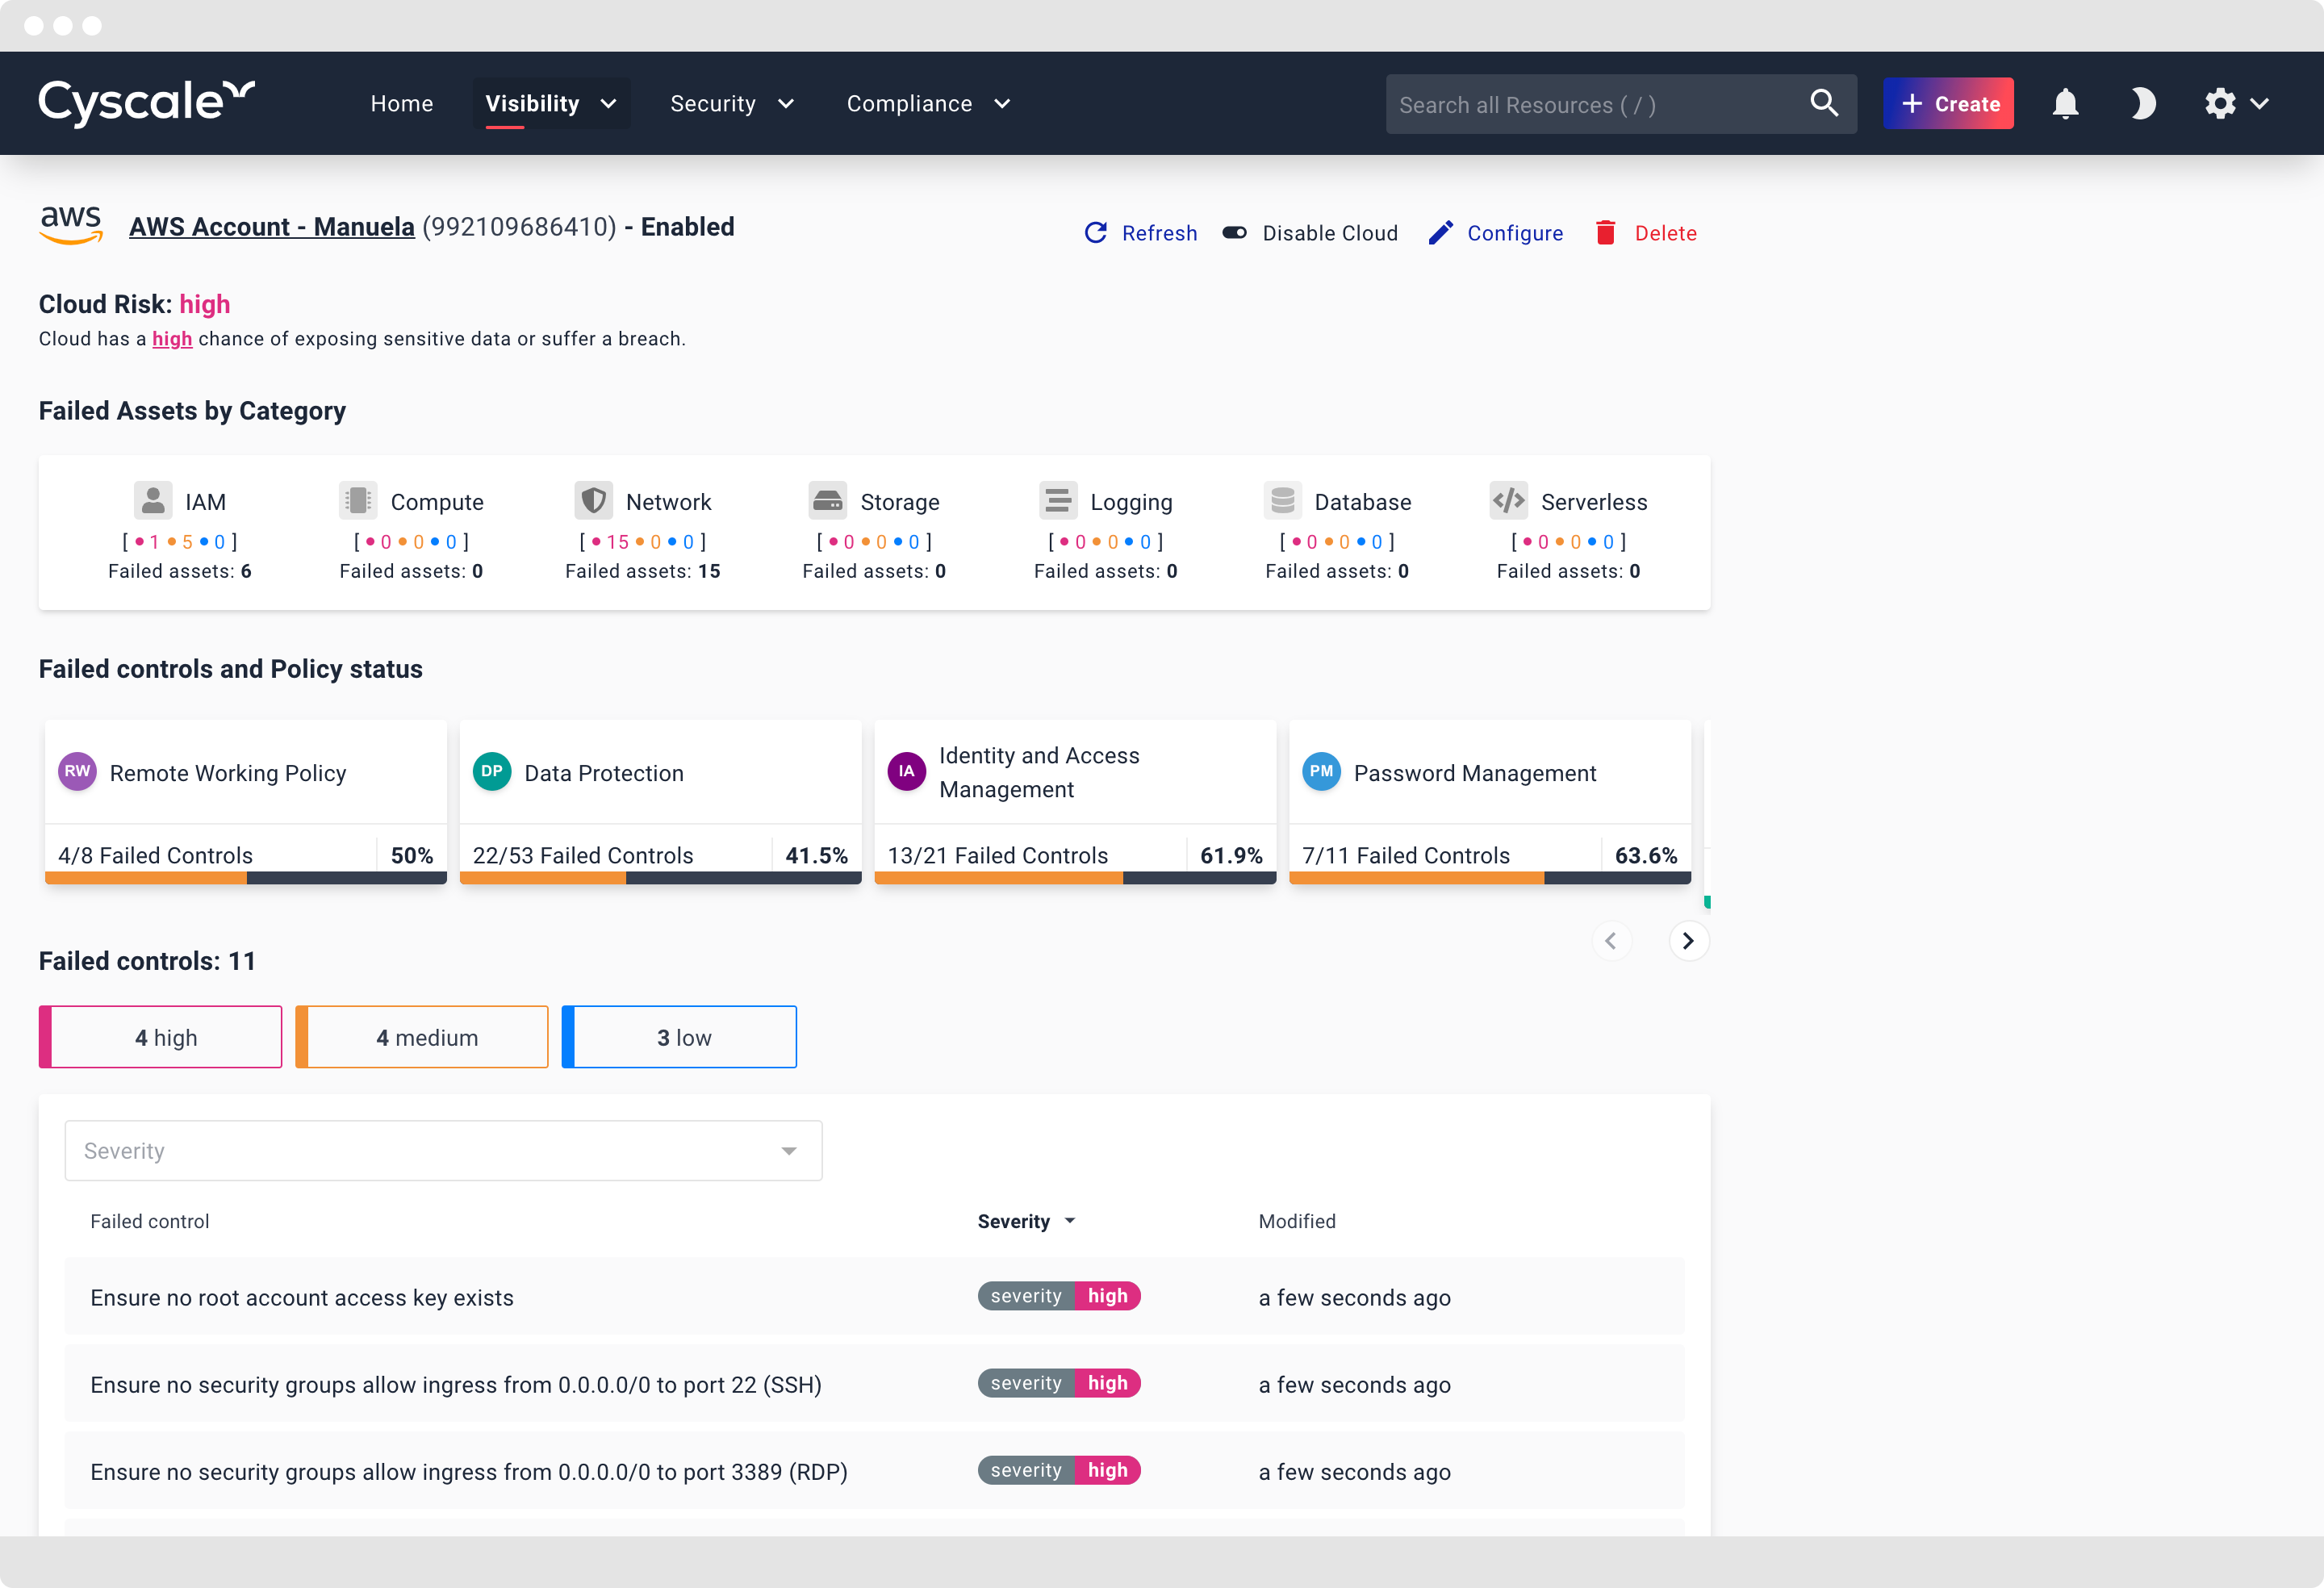 Cyscale
Home
Visibility
Security
Compliance
Search all Resources ( / )
+ Create
aws
AWS Account - Manuela (992109686410) - Enabled
Refresh
Disable Cloud
Configure
Delete
Cloud Risk: high
Cloud has a high chance of exposing sensitive data or suffer a breach.
Failed Assets by Category
IAM
[ • 1 • 5 • 0 ]
Failed assets: 6
Compute
[ • 0 • 0 • 0 ]
Failed assets: 0
Network
[ • 15 • 0 • 0 ]
Failed assets: 15
Storage
[ • 0 • 0 • 0 ]
Failed assets: 0
Logging
[ • 0 • 0 • 0 ]
Failed assets: 0
Database
[ • 0 • 0 • 0 ]
Failed assets: 0
Serverless
[ • 0 • 0 • 0 ]
Failed assets: 0
Failed controls and Policy status
RW
Remote Working Policy
4/8 Failed Controls
50%
DP
Data Protection
22/53 Failed Controls
41.5%
IA
Identity and Access
Management
13/21 Failed Controls
61.9%
PM
Password Management
7/11 Failed Controls
63.6%
Failed controls: 11
4 high
4 medium
3 low
Severity
Failed control
Severity
Modified
Ensure no root account access key exists
severity high
a few seconds ago
Ensure no security groups allow ingress from 0.0.0.0/0 to port 22 (SSH)
severity high
a few seconds ago
Ensure no security groups allow ingress from 0.0.0.0/0 to port 3389 (RDP)
severity high
a few seconds ago